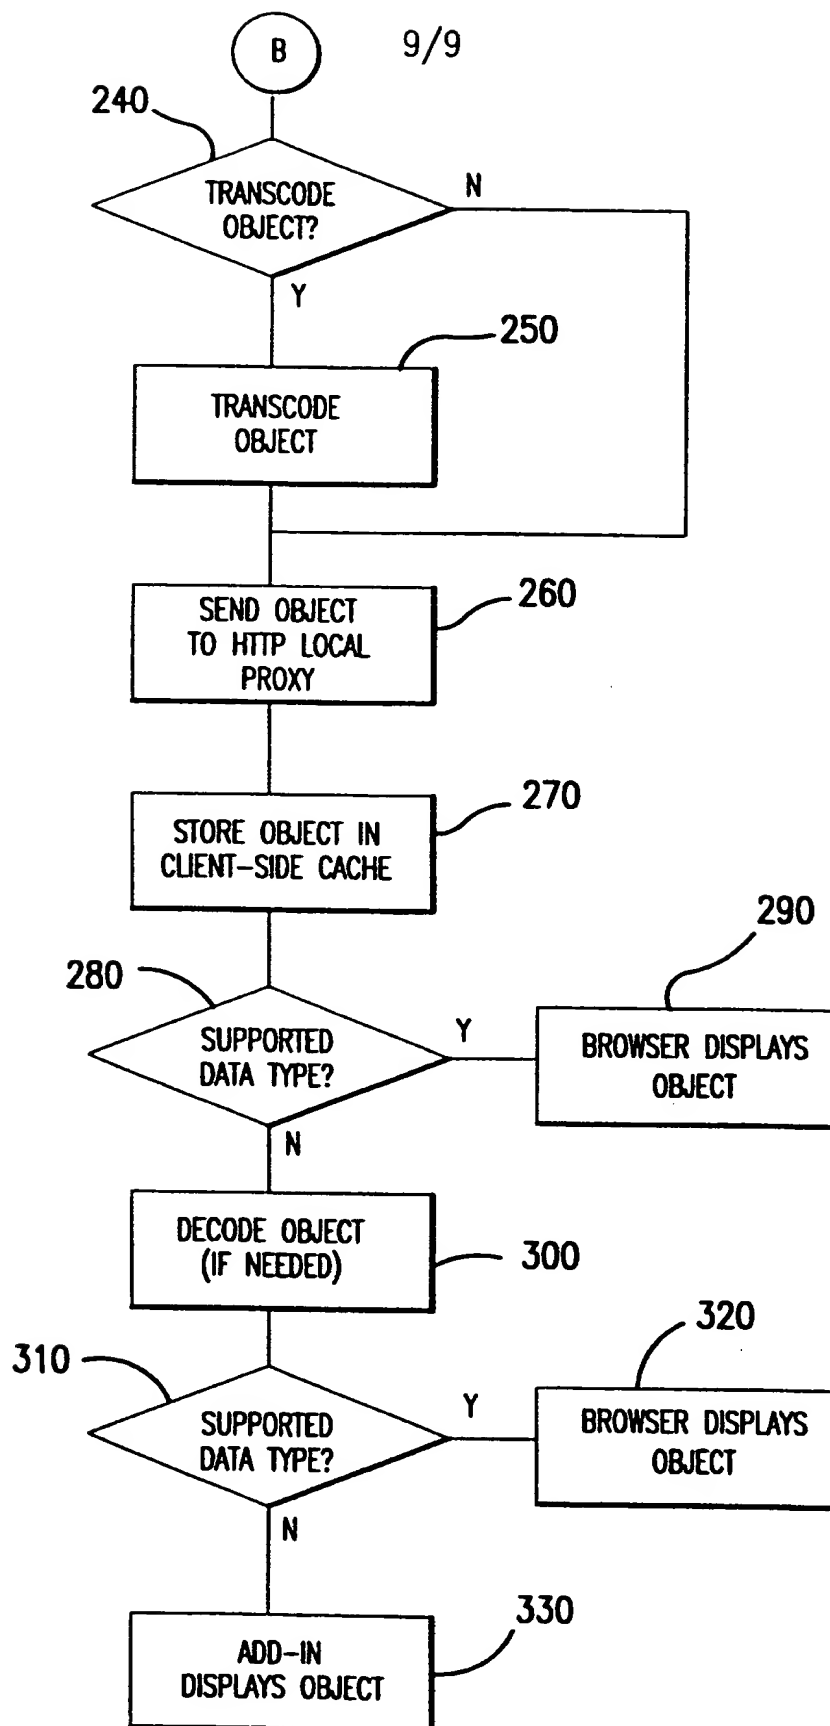 B
9/9
240
TRANSCODE
OBJECT?
N
Y
250
TRANSCODE
OBJECT
260
SEND OBJECT
TO HTTP LOCAL
PROXY
270
STORE OBJECT IN
CLIENT-SIDE CACHE
290
280
SUPPORTED
DATA TYPE?
Y
BROWSER DISPLAYS
OBJECT
N
DECODE OBJECT
(IF NEEDED)
300
320
310
SUPPORTED
DATA TYPE?
Y
BROWSER DISPLAYS
OBJECT
N
330
ADD-IN
DISPLAYS OBJECT